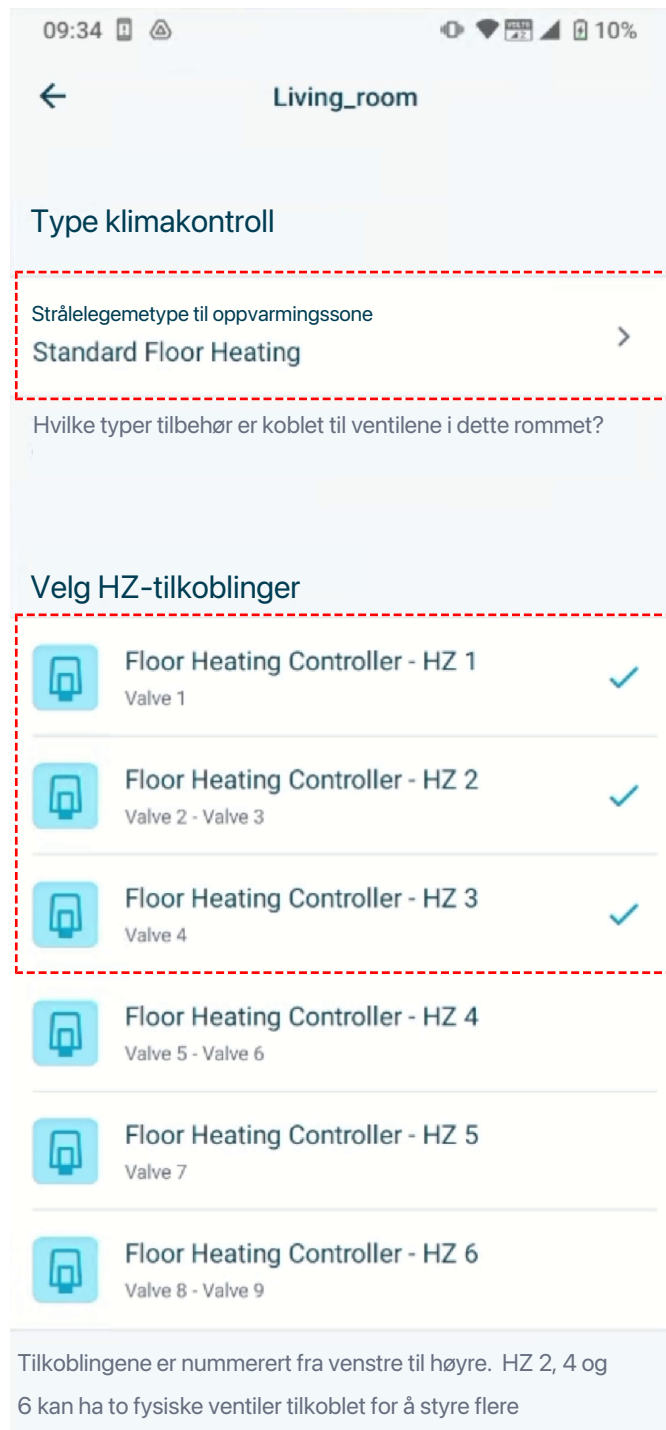 09:34
10%
Living_room
Type klimakontroll
Strålelegemetype til oppvarmingssone
Standard Floor Heating
Hvilke typer tilbehør er koblet til ventilene i dette rommet?
Velg HZ-tilkoblinger
Floor Heating Controller - HZ 1
Valve 1
Floor Heating Controller - HZ 2
Valve 2 - Valve 3
Floor Heating Controller - HZ 3
Valve 4
Floor Heating Controller - HZ 4
Valve 5 - Valve 6
Floor Heating Controller - HZ 5
Valve 7
Floor Heating Controller - HZ 6
Valve 8 - Valve 9
Tilkoblingene er nummerert fra venstre til høyre.  HZ 2, 4 og
6 kan ha to fysiske ventiler tilkoblet for å styre flere